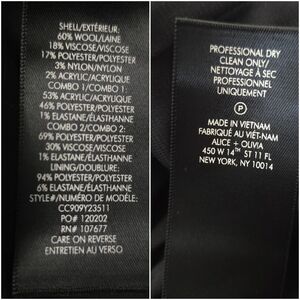 SHELL/EXTÉRIEUR:
60% WOOL/LAINE
18% VISCOSE/VISCOSE
17% POLYESTER/POLYESTER
3% NYLON/NYLON
2% ACRYLIC/ACRYLIQUE
COMBO 1/COMBO 1
53% ACRYLIC/ACRYLIQUE
46% POLYESTER/POLYESTER
1% ELASTANE/ÉLASTHANNE
COMBO 2/COMBO 2:
69% POLYESTER/POLYESTER
30% VISCOSE/VISCOSE
1% ELASTANE/ÉLASTHANNE
LINING/DOUBLURE:
94% POLYESTER/POLYESTER
6% ELASTANE/ÉLASTHANNE
STYLE#/NUMÉRO DE MODÈLE:
CC909Y23511
PO# 120202
RN# 107677
CARE ON REVERSE
ENTRETIEN AU VERSO
PROFESSIONAL DRY
CLEAN ONLY/
NETTOYAGE À SEC
PROFESSIONNEL
UNIQUEMENT
P
MADE IN VIETNAM
FABRIQUÉ AU VIÊT-NAM
ALICE + OLIVIA
450 W 14TH ST 11 FL
NEW YORK, NY 10014